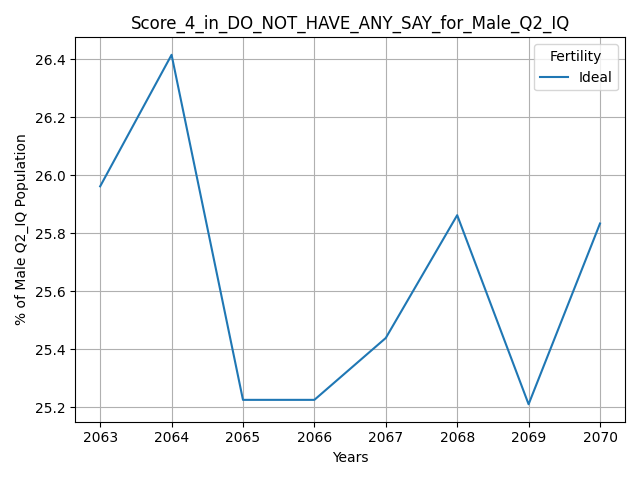 Score_4_in_DO_NOT_HAVE_ANY_SAY_for_Male_Q2_IQ
Fertility
Ideal
26.4
26.2
26.0
25.8
25.6
25.4
25.2
% of Male Q2_IQ Population
2063 2064 2065 2066 2067 2068 2069 2070
Years